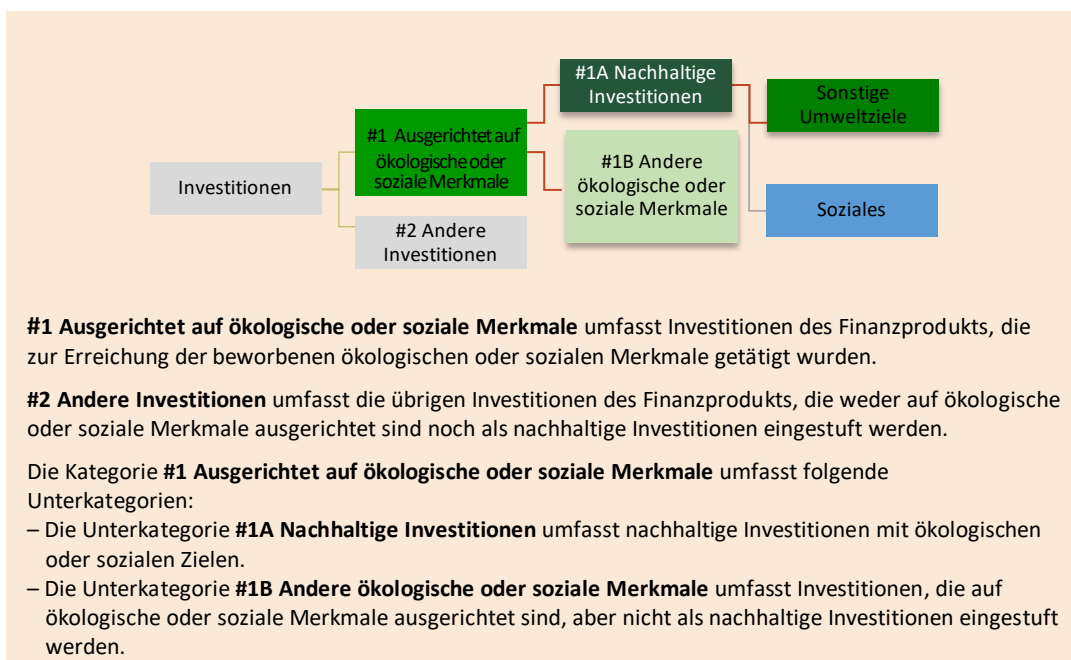 #1A Nachhaltige
Investitionen
Sonstige
Umweltziele
#1 Ausgerichtet auf
ökologische oder
soziale Merkmale
#1B Andere
ökologische oder
soziale Merkmale
Investitionen
Soziales
#2 Andere
Investitionen
#1 Ausgerichtet auf ökologische oder soziale Merkmale umfasst Investitionen des Finanzprodukts, die
zur Erreichung der beworbenen ökologischen oder sozialen Merkmale getätigt wurden.
#2 Andere Investitionen umfasst die übrigen Investitionen des Finanzprodukts, die weder auf ökologische
oder soziale Merkmale ausgerichtet sind noch als nachhaltige Investitionen eingestuft werden.
Die Kategorie #1 Ausgerichtet auf ökologische oder soziale Merkmale umfasst folgende
Unterkategorien:
– Die Unterkategorie #1A Nachhaltige Investitionen umfasst nachhaltige Investitionen mit ökologischen
oder sozialen Zielen.
– Die Unterkategorie #1B Andere ökologische oder soziale Merkmale umfasst Investitionen, die auf
ökologische oder soziale Merkmale ausgerichtet sind, aber nicht als nachhaltige Investitionen eingestuft
werden.